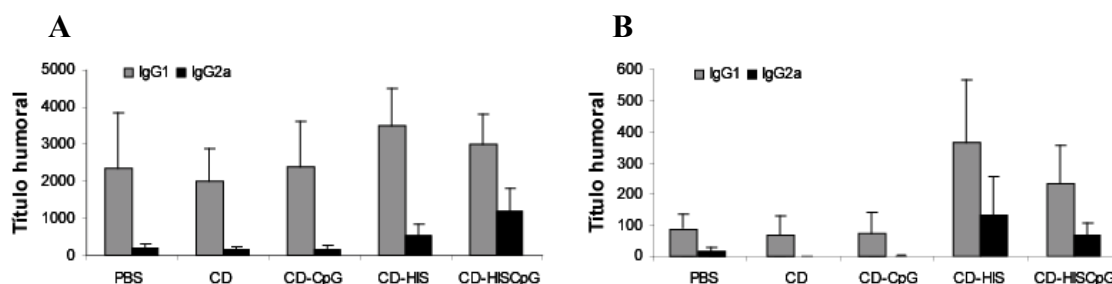 A
Título humoral
IgG1 IgG2a
5000
4000
3000
2000
1000
0
PBS CD CD-CpG CD-HIS CD-HISCpG
B
Título humoral
IgG1 IgG2a
600
500
400
300
200
100
0
PBS CD CD-CpG CD-HIS CD-HISCpG